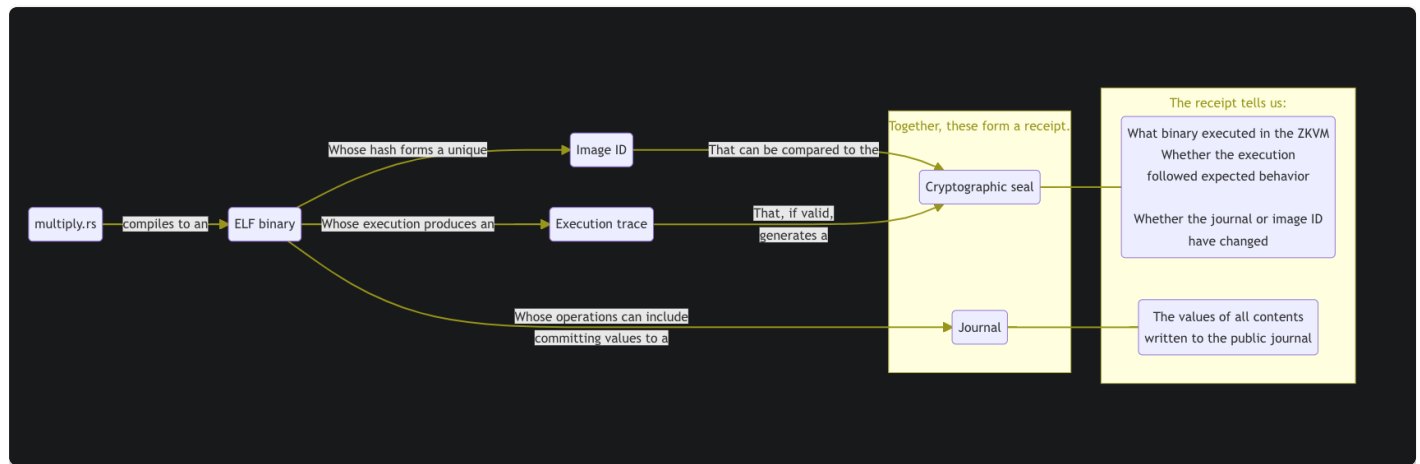 multiply.rs
compiles to an
ELF binary
Whose hash forms a unique
Image ID
That can be compared to the
Whose execution produces an
Execution trace
That, if valid,
generates a
Whose operations can include
committing values to a
Together, these form a receipt.
Cryptographic seal
Journal
The receipt tells us:
What binary executed in the ZKVM
Whether the execution
followed expected behavior
Whether the journal or image ID
have changed
The values of all contents
written to the public journal